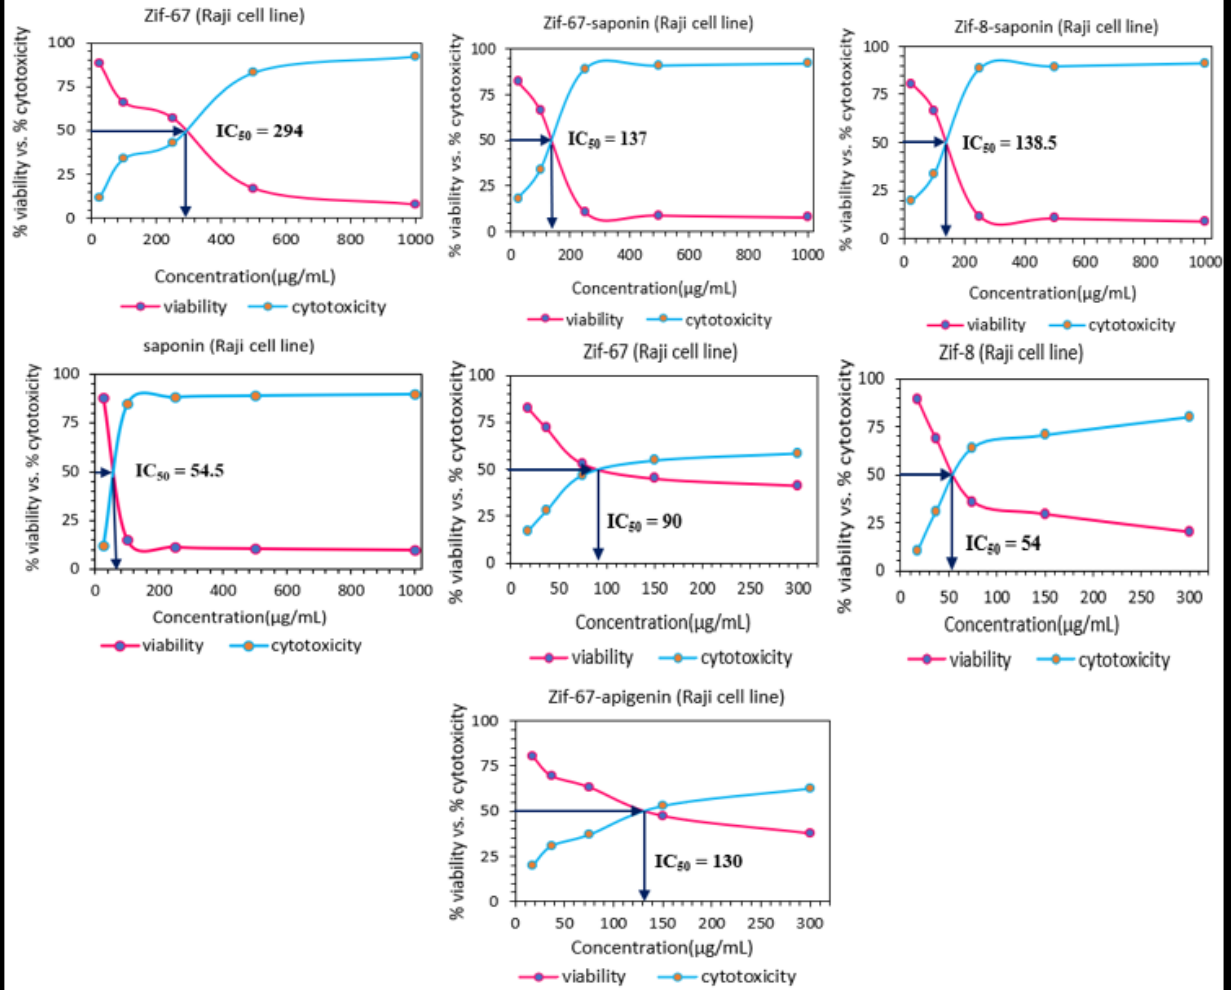 Zif-67 (Raji cell line)
% viability vs. % cytotoxicity
100
75
50
25
0
IC50 = 294
0 200 400 600 800 1000
Concentration(µg/mL)
viability cytotoxicity
Zif-67-saponin (Raji cell line)
% viability vs. % cytotoxicity
100
75
50
25
0
IC50 = 137
0 200 400 600 800 1000
Concentration(µg/mL)
viability cytotoxicity
Zif-8-saponin (Raji cell line)
% viability vs. % cytotoxicity
100
75
50
25
0
IC50 = 138.5
0 200 400 600 800 1000
Concentration(µg/mL)
viability cytotoxicity
saponin (Raji cell line)
% viability vs. % cytotoxicity
100
75
50
25
0
IC50 = 54.5
0 200 400 600 800 1000
Concentration(µg/mL)
viability cytotoxicity
Zif-67 (Raji cell line)
% viability vs. % cytotoxicity
100
75
50
25
0
IC50 = 90
0 50 100 150 200 250 300
Concentration(µg/mL)
viability cytotoxicity
Zif-8 (Raji cell line)
% viability vs. % cytotoxicity
100
75
50
25
0
IC50 = 54
0 50 100 150 200 250 300
Concentration(µg/mL)
viability cytotoxicity
Zif-67-apigenin (Raji cell line)
% viability vs. % cytotoxicity
100
75
50
25
0
IC50 = 130
0 50 100 150 200 250 300
Concentration(µg/mL)
viability cytotoxicity